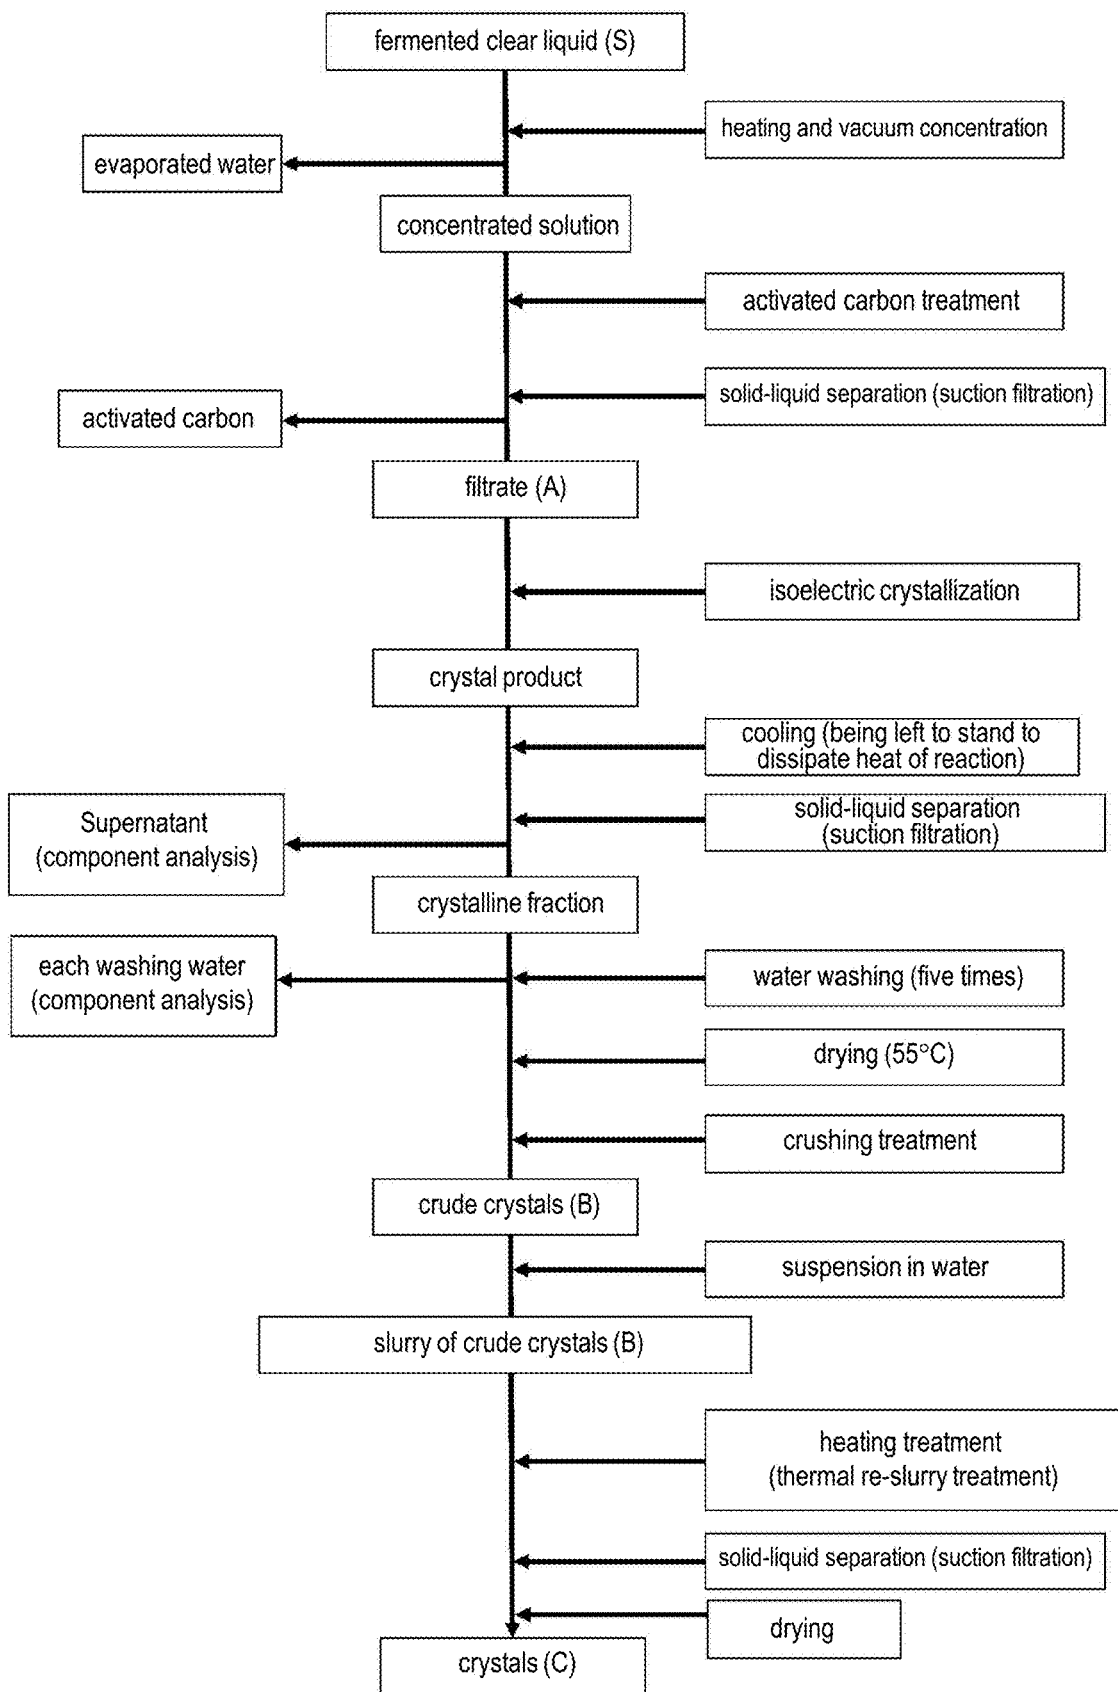 fermented clear liquid (S)
heating and vacuum concentration
evaporated water
concentrated solution
activated carbon treatment
solid-liquid separation (suction filtration)
activated carbon
filtrate (A)
isoelectric crystallization
crystal product
cooling (being left to stand to
dissipate heat of reaction)
solid-liquid separation
(suction filtration)
Supernatant
(component analysis)
crystalline fraction
each washing water
(component analysis)
water washing (five times)
drying (55°C)
crushing treatment
crude crystals (B)
suspension in water
slurry of crude crystals (B)
heating treatment
(thermal re-slurry treatment)
solid-liquid separation (suction filtration)
drying
crystals (C)